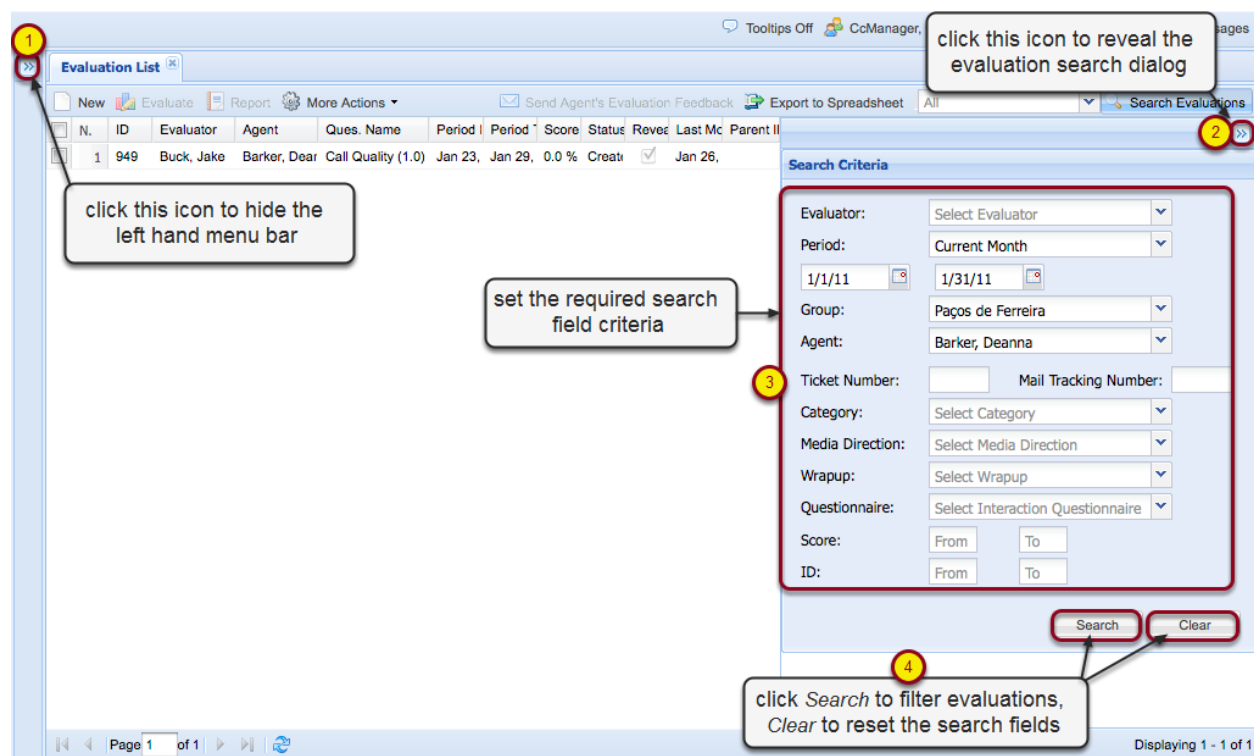 Tooltips Off CcManager, sages
click this icon to reveal the
evaluation search dialog
1
Evaluation List
New Evaluate Report More Actions Send Agent's Evaluation Feedback Export to Spreadsheet All Search Evaluations
N. ID Evaluator Agent Ques. Name Period Period Score Status Revea Last Mo Parent
2
1 949 Buck, Jake Barker, Dear Call Quality (1.0) Jan 23, Jan 29, 0.0 % Jan 26,
Search Criteria
click this icon to hide the
left hand menu bar
Evaluator: Select Evaluator
Period: Current Month
1/1/11 1/31/11
set the required search
field criteria
Group: Paços de Ferreira
Agent: Barker, Deanna
3
Ticket Number: Mail Tracking Number:
Category: Select Category
Media Direction: Select Media Direction
Wrapup: Select Wrapup
Questionnaire: Select Interaction Questionnaire
Score: From To
ID: From To
Search Clear
4
click Search to filter evaluations,
Clear to reset the search fields
Page 1 of 1 Displaying 1 - 1 of 1